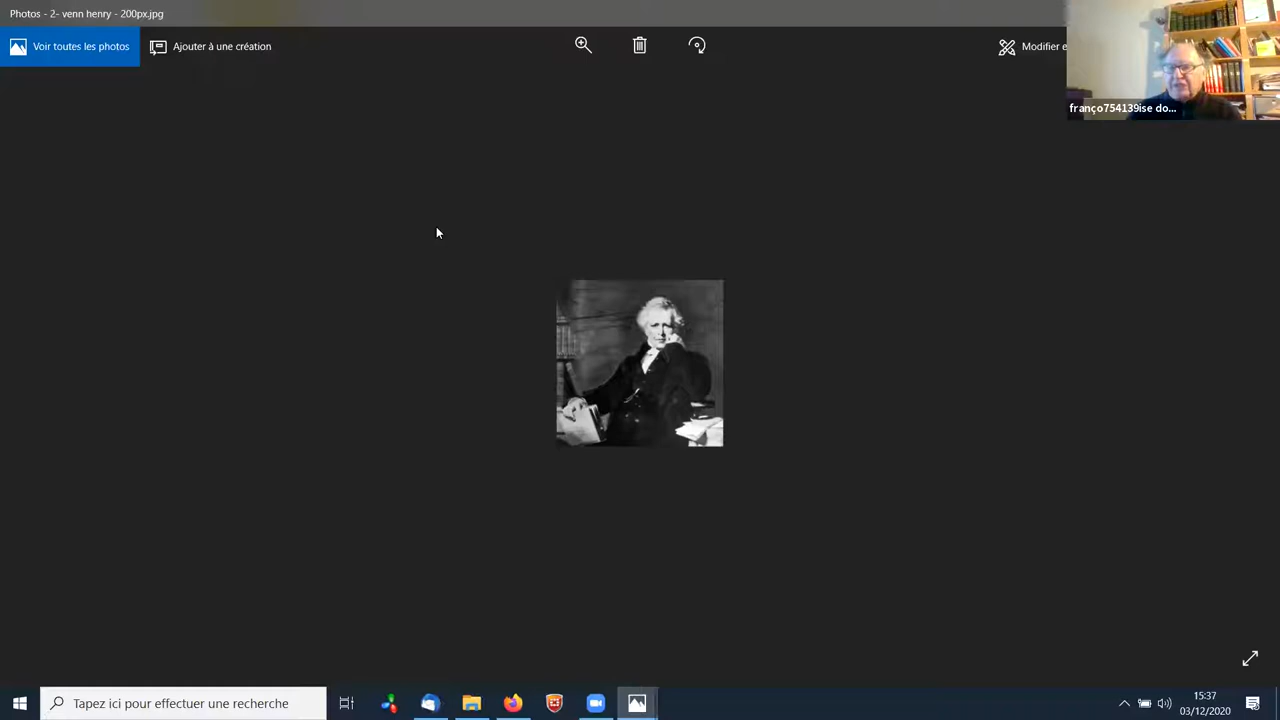 Photos - 2- venn henry - 200px.jpg
Voir toutes les photos
Ajouter à une création
Modifier e
franço754139ise do...
Tapez ici pour effectuer une recherche
15:37
03/12/2020